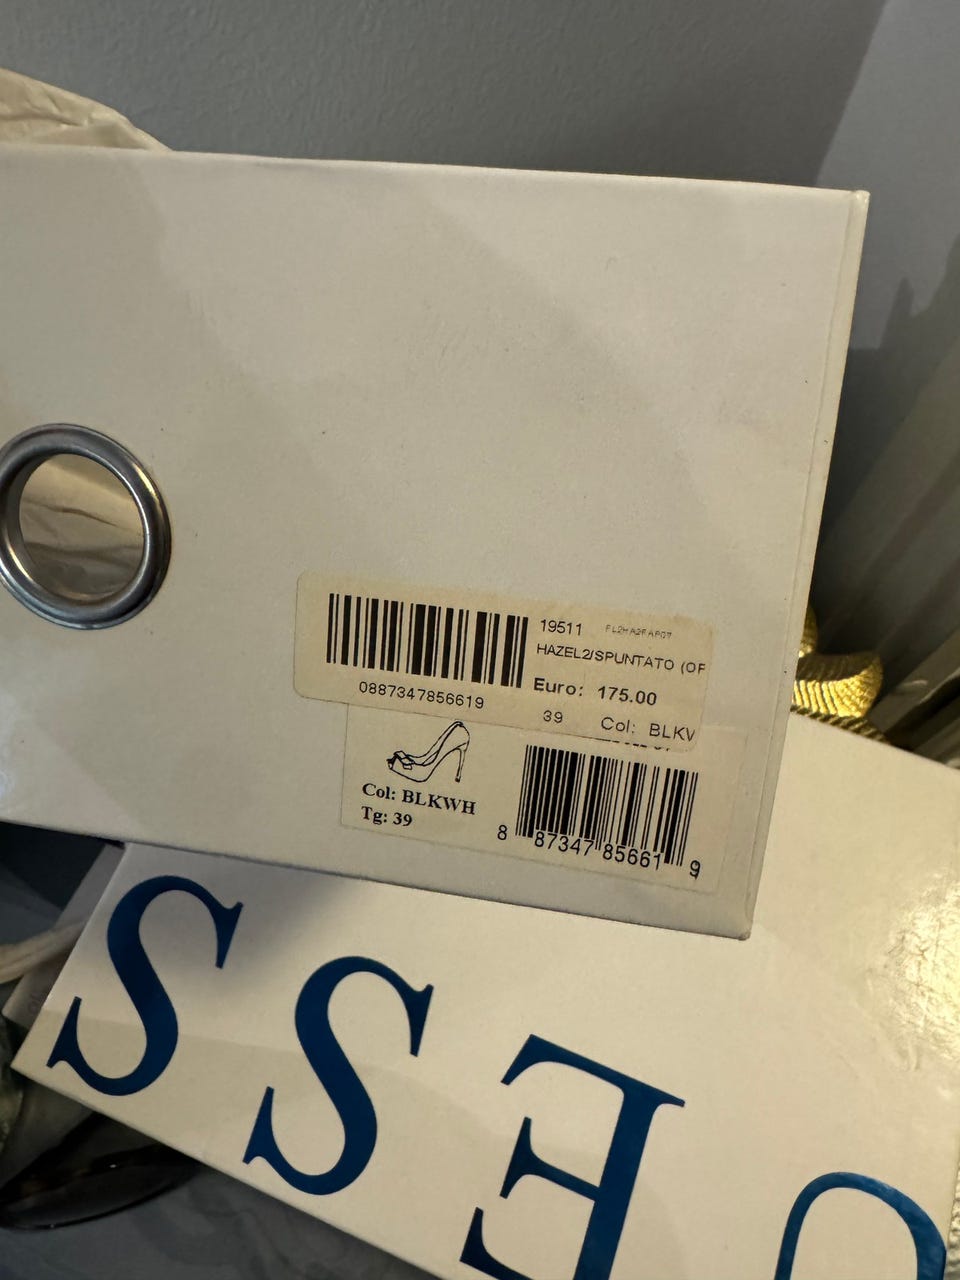 19511 FL2HA2FAP07
HAZEL2/SPUNTATO (OF
Euro: 175.00
0887347856619
39 Col: BLKV
Col: BLKWH
Tg: 39
8 87347 85661 9
SSE